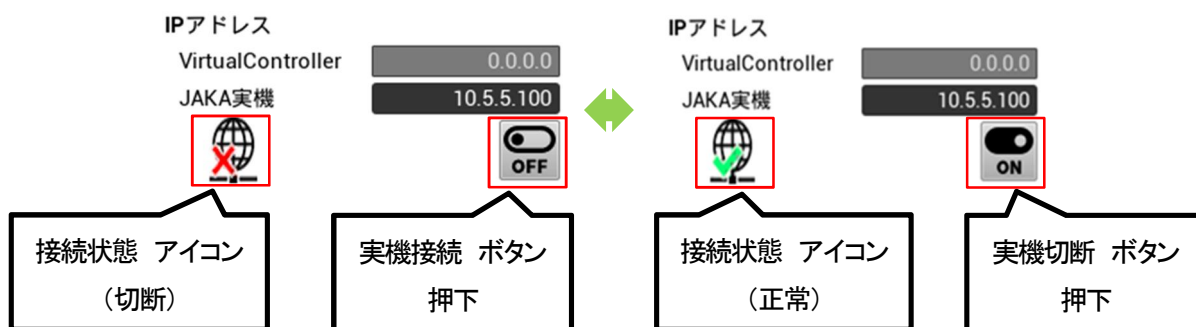 IPアドレス
VirtualController 0.0.0.0
JAKA実機 10.5.5.100
OFF
接続状態 アイコン
（切断）
実機接続 ボタン
押下
IPアドレス
VirtualController 0.0.0.0
JAKA実機 10.5.5.100
ON
接続状態 アイコン
（正常）
実機切断 ボタン
押下